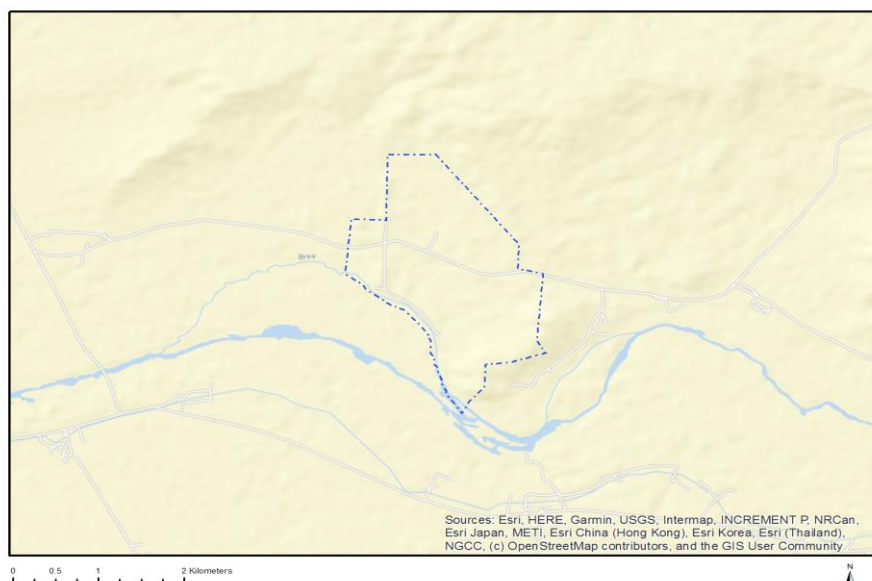 Sources: Esri, HERE, Garmin, USGS, Intermap, INCREMENT P, NRCan,
Esri Japan, METI, Esri China (Hong Kong), Esri Korea, Esri (Thailand),
NGCC, (c) OpenStreetMap contributors, and the GIS User Community
0 0.5 1 2 Kilometers
N